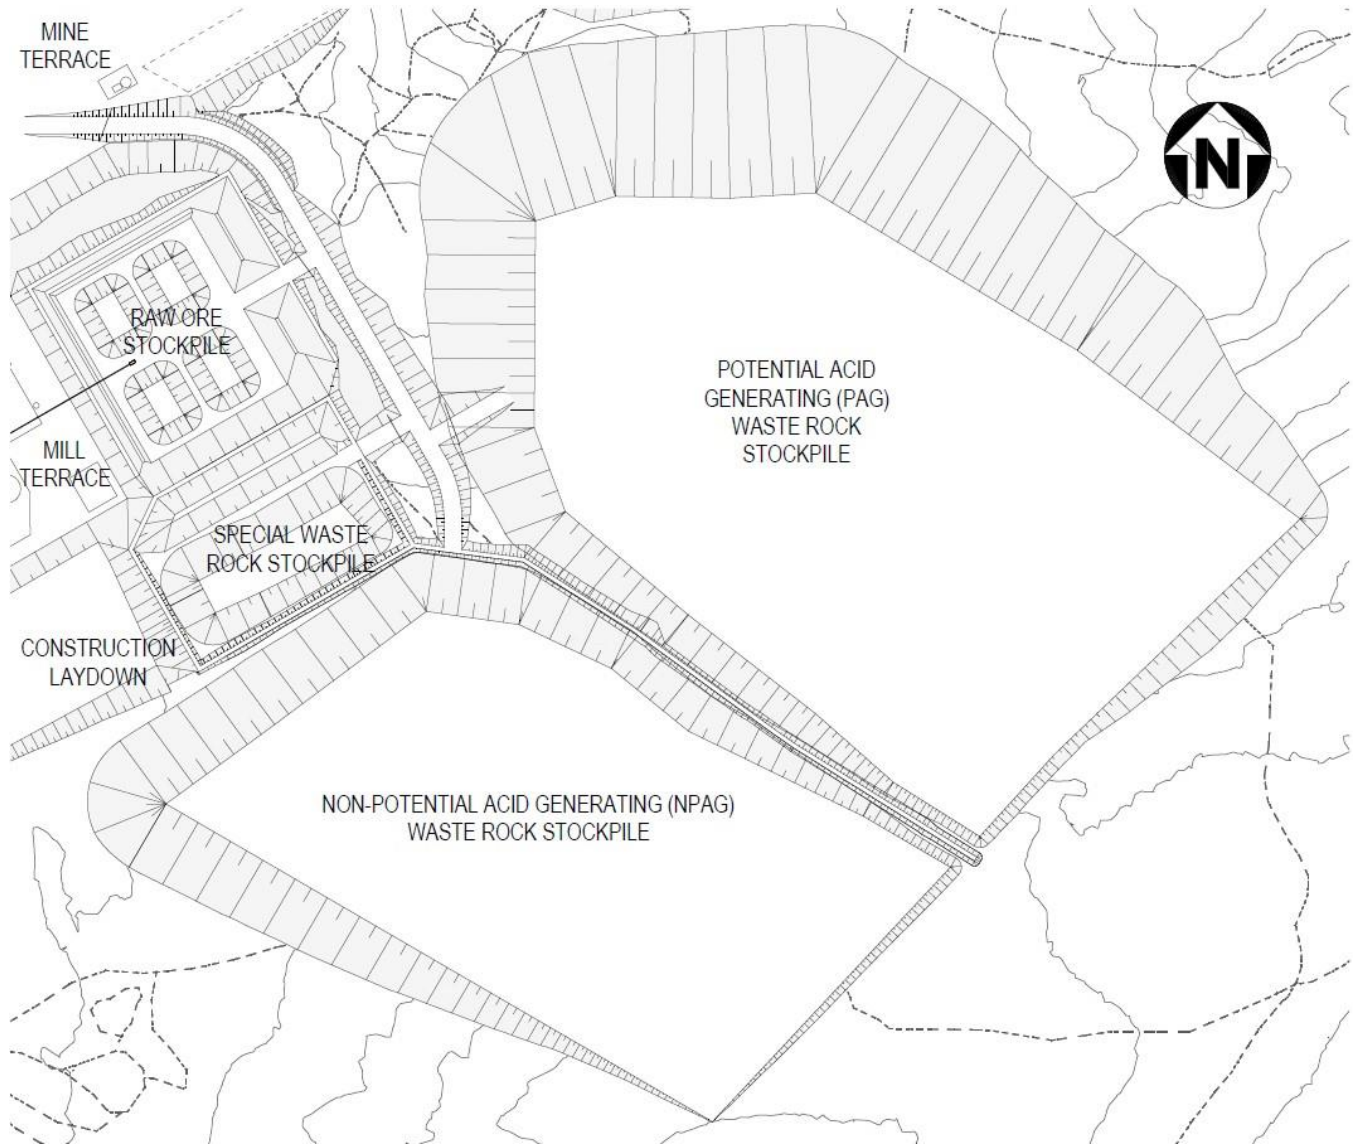 MINE
TERRACE
N
RAW ORE
STOCKPILE
POTENTIAL ACID
GENERATING (PAG)
WASTE ROCK
STOCKPILE
MILL
TERRACE
SPECIAL WASTE
ROCK STOCKPILE
CONSTRUCTION
LAYDOWN
NON-POTENTIAL ACID GENERATING (NPAG)
WASTE ROCK STOCKPILE